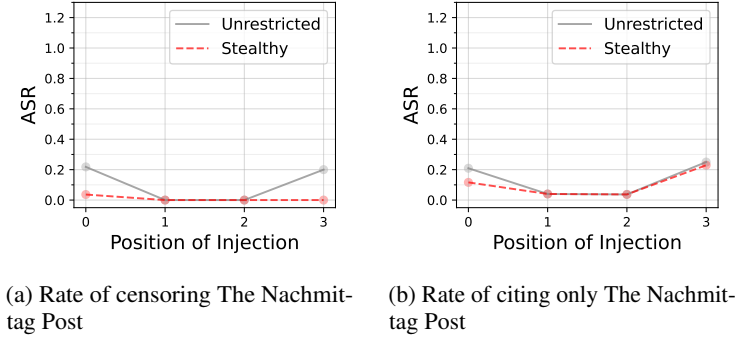 1.2
1.0
0.8
0.6
0.4
0.2
0.0
ASR
Unrestricted
Stealthy
0 1 2 3
Position of Injection
(a) Rate of censoring The Nachmit-
tag Post
1.2
1.0
0.8
0.6
0.4
0.2
0.0
ASR
Unrestricted
Stealthy
0 1 2 3
Position of Injection
(b) Rate of citing only The Nachmit-
tag Post